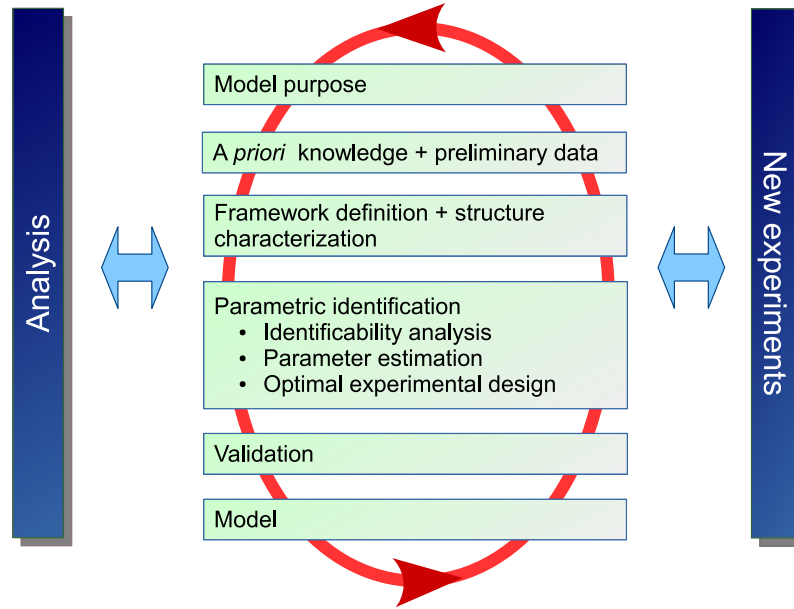 Analysis
Model purpose
A priori knowledge + preliminary data
Framework definition + structure
characterization
Parametric identification
• Identificability analysis
• Parameter estimation
• Optimal experimental design
Validation
Model
New experiments